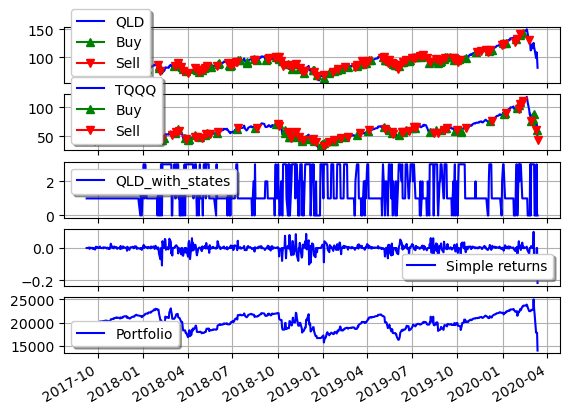 150
QLD
Buy
100
Sell
TQQQ
100
Buy
50
Sell
2
QLD_with_states
0
0.0
Simple returns
−0.2
25000
20000
Portfolio
15000
2017-10
2018-01
2018-04
2018-07
2018-10
2019-01
2019-04
2019-07
2019-10
2020-01
2020-04